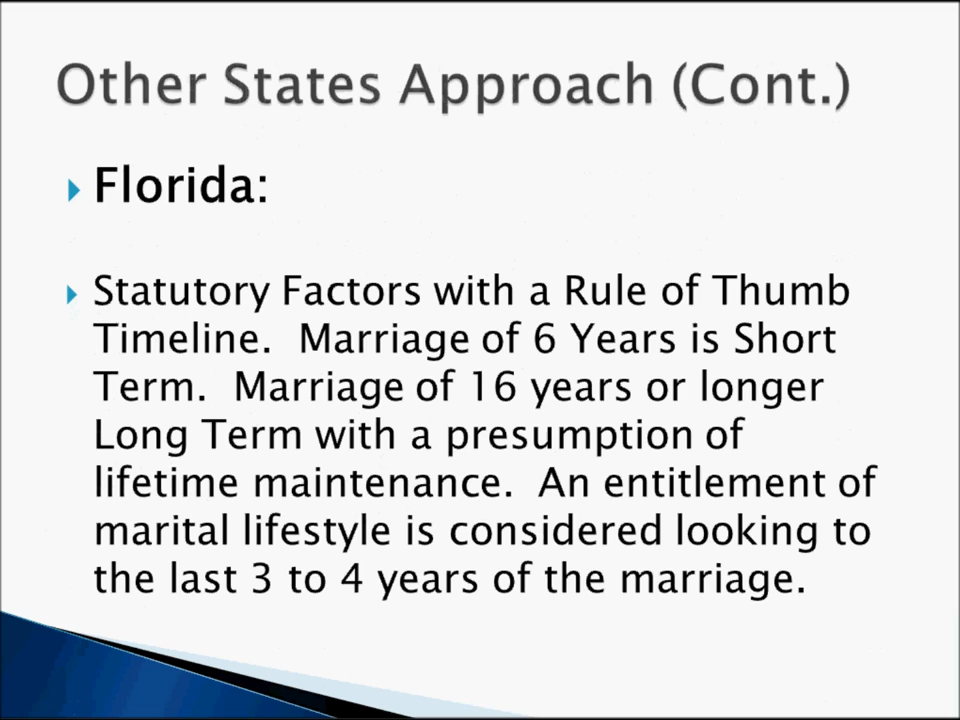 Other States Approach (Cont.)
Florida:
Statutory Factors with a Rule of Thumb
Timeline.  Marriage of 6 Years is Short
Term.  Marriage of 16 years or longer
Long Term with a presumption of
lifetime maintenance.  An entitlement of
marital lifestyle is considered looking to
the last 3 to 4 years of the marriage.